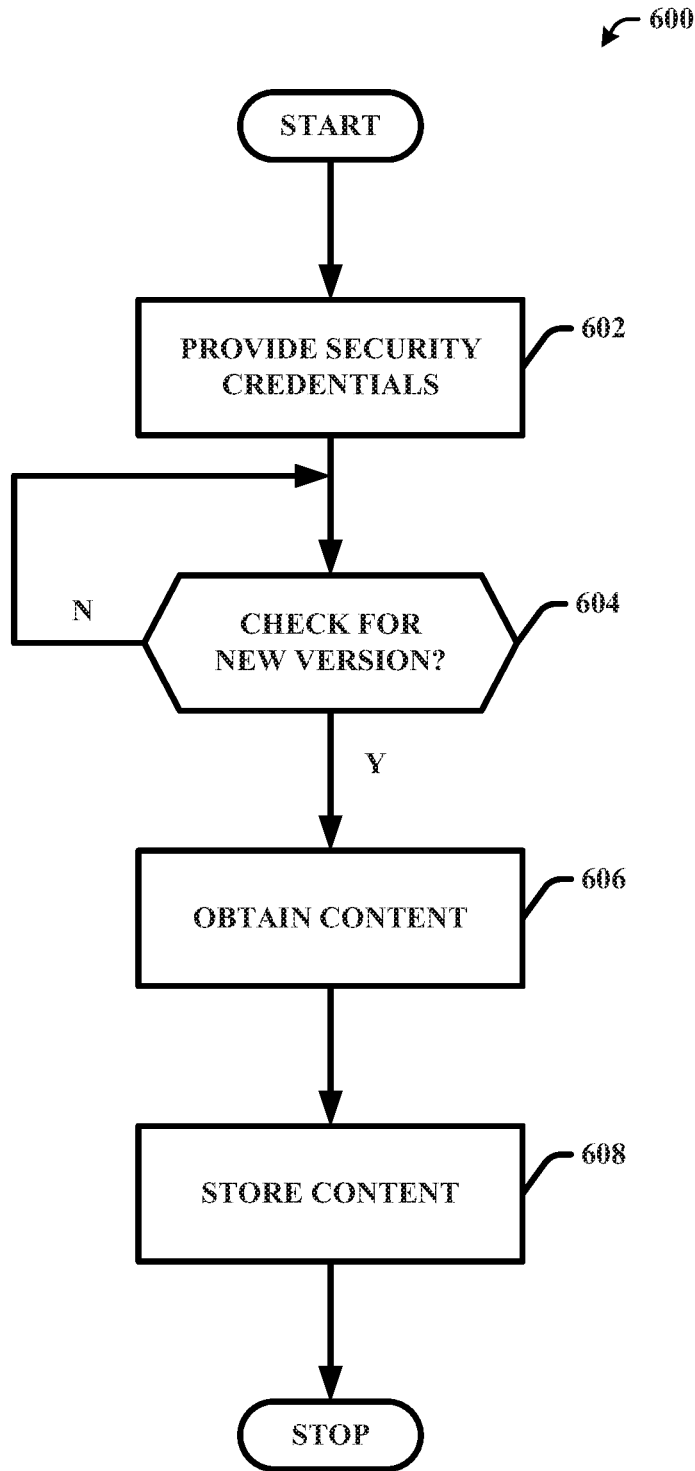 600
START
PROVIDE SECURITY
CREDENTIALS
602
N
CHECK FOR
NEW VERSION?
604
Y
OBTAIN CONTENT
606
STORE CONTENT
608
STOP